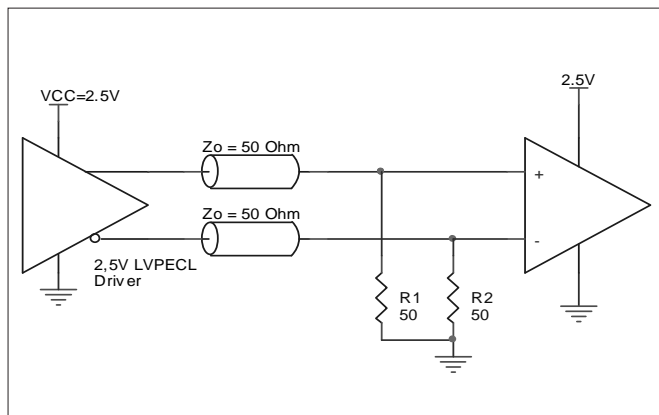 VCC=2.5V
2.5V
Zo = 50 Ohm
+
Zo = 50 Ohm
-
2,5V LVPECL
Driver
R1
50
R2
50